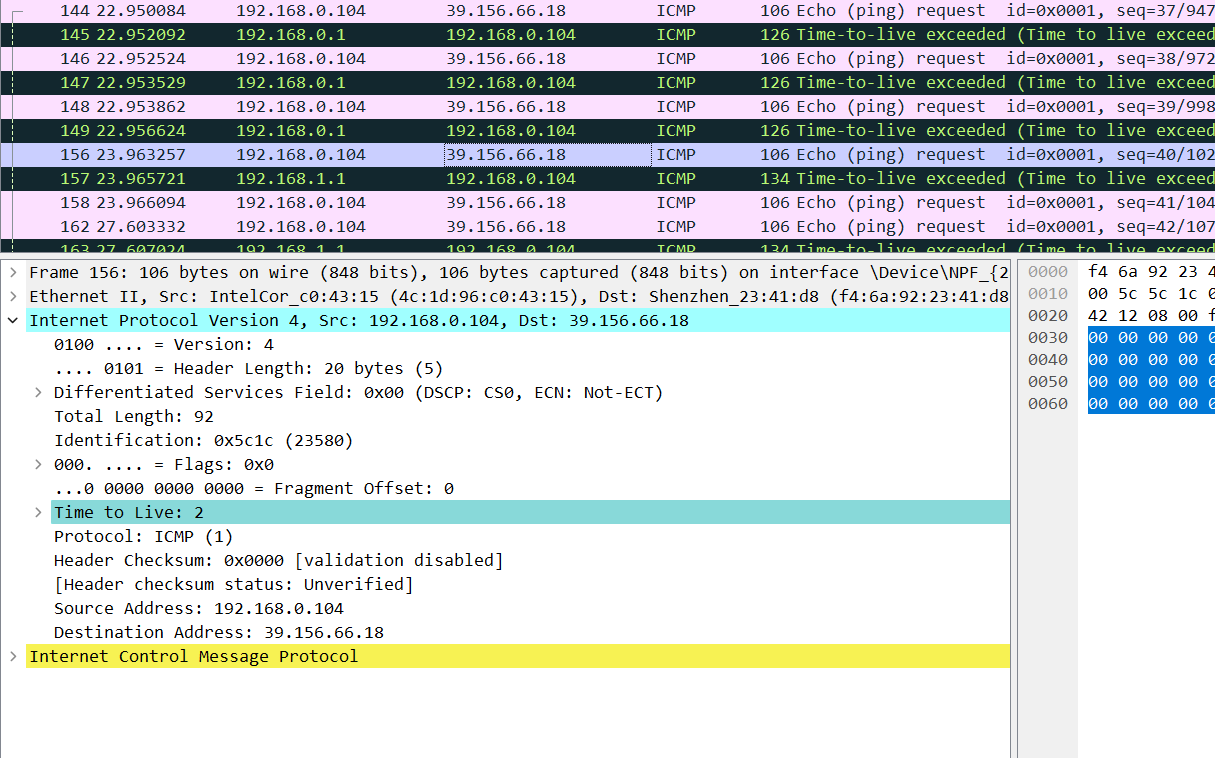 144 22.950084 192.168.0.104 39.156.66.18 ICMP 106 Echo (ping) request id=0x0001, seq=37/947
145 22.952092 192.168.0.1 192.168.0.104 ICMP 126 Time-to-live exceeded (Time to live exceed
146 22.952524 192.168.0.104 39.156.66.18 ICMP 106 Echo (ping) request id=0x0001, seq=38/972
147 22.953529 192.168.0.1 192.168.0.104 ICMP 126 Time-to-live exceeded (Time to live exceed
148 22.953862 192.168.0.104 39.156.66.18 ICMP 106 Echo (ping) request id=0x0001, seq=39/998
149 22.956624 192.168.0.1 192.168.0.104 ICMP 126 Time-to-live exceeded (Time to live exceed
156 23.963257 192.168.0.104 39.156.66.18 ICMP 106 Echo (ping) request id=0x0001, seq=40/102
157 23.965721 192.168.1.1 192.168.0.104 ICMP 134 Time-to-live exceeded (Time to live exceed
158 23.966094 192.168.0.104 39.156.66.18 ICMP 106 Echo (ping) request id=0x0001, seq=41/104
162 27.603332 192.168.0.104 39.156.66.18 ICMP 106 Echo (ping) request id=0x0001, seq=42/107
163 27.607024 192.168.1.1 192.168.0.104 ICMP 134 Time-to-live exceeded (Time to live exceed
Frame 156: 106 bytes on wire (848 bits), 106 bytes captured (848 bits) on interface \Device\NPF_{2
Ethernet II, Src: IntelCor_c0:43:15 (4c:1d:96:c0:43:15), Dst: Shenzhen_23:41:d8 (f4:6a:92:23:41:d8
Internet Protocol Version 4, Src: 192.168.0.104, Dst: 39.156.66.18
0100 .... = Version: 4
.... 0101 = Header Length: 20 bytes (5)
Differentiated Services Field: 0x00 (DSCP: CS0, ECN: Not-ECT)
Total Length: 92
Identification: 0x5c1c (23580)
000. .... = Flags: 0x0
...0 0000 0000 0000 = Fragment Offset: 0
Time to Live: 2
Protocol: ICMP (1)
Header Checksum: 0x0000 [validation disabled]
[Header checksum status: Unverified]
Source Address: 192.168.0.104
Destination Address: 39.156.66.18
Internet Control Message Protocol
0000 f4 6a 92 23 4
0010 00 5c 5c 1c 0
0020 42 12 08 00 f
0030 00 00 00 00 0
0040 00 00 00 00 0
0050 00 00 00 00 0
0060 00 00 00 00 0